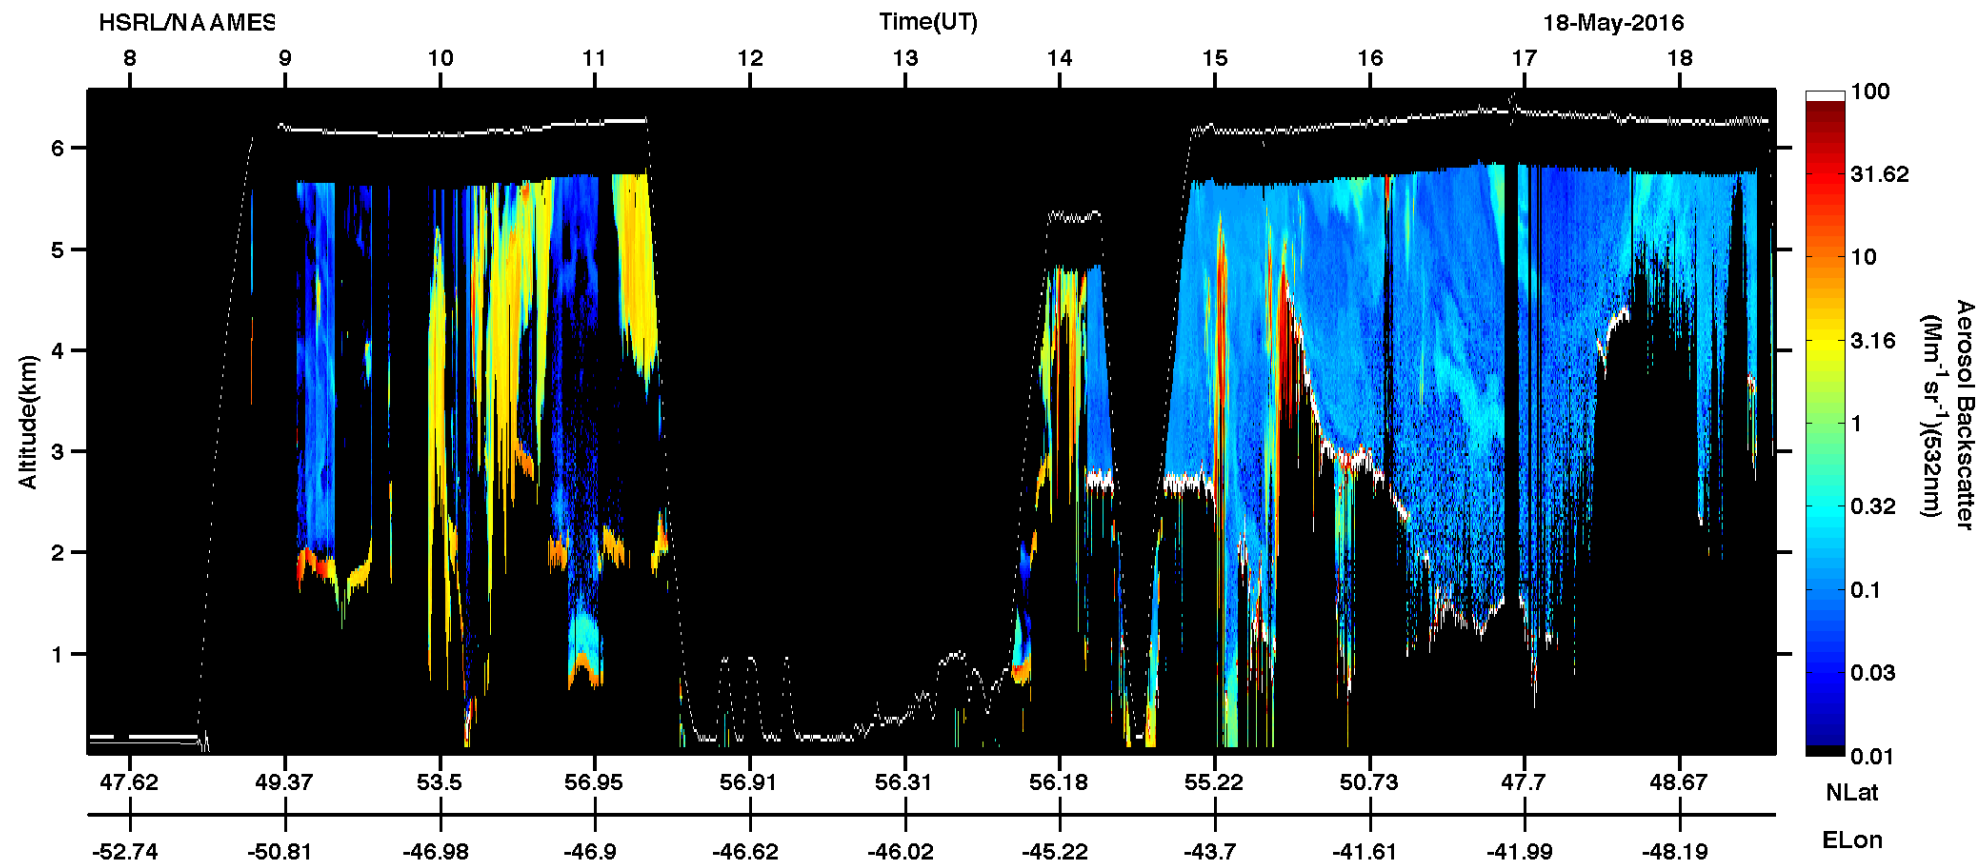 HSRL/NAAMES Time(UT) 18-May-2016
8 9 10 11 12 13 14 15 16 17 18
6
5
4
3
2
1
Altitude(km)
100
31.62
10
3.16
1
0.32
0.1
0.03
0.01
Aerosol Backscatter
(Mm⁻¹ sr⁻¹)(532nm)
47.62 49.37 53.5 56.95 56.91 56.31 56.18 55.22 50.73 47.7 48.67 NLat
-52.74 -50.81 -46.98 -46.9 -46.62 -46.02 -45.22 -43.7 -41.61 -41.99 -48.19 ELon